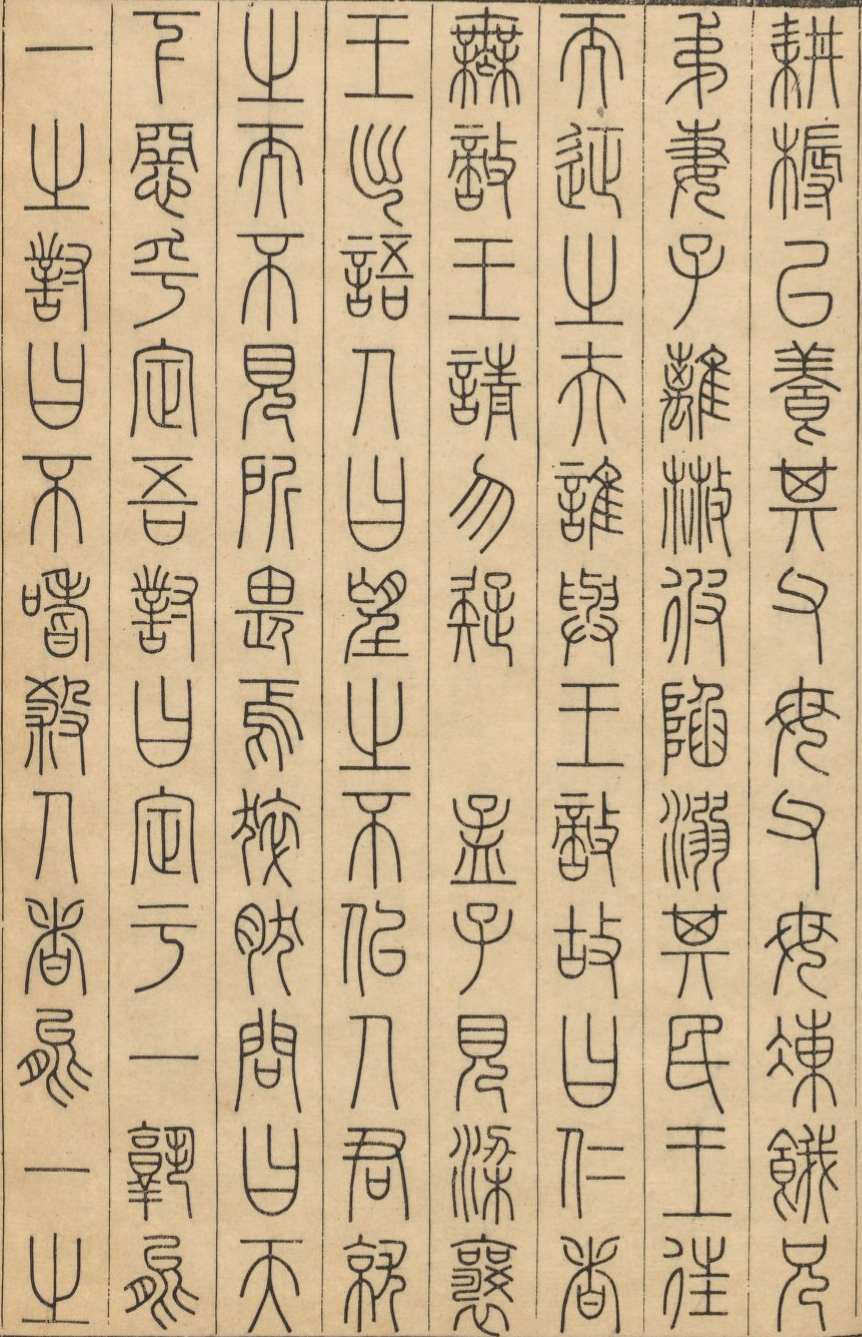 耕耨以養其父母父母凍餓兄
弟妻子離散彼陷溺其民王往
而征之夫誰與王敵故曰仁者
無敵王請勿疑　孟子見梁襄
王出語人曰望之不似人君就
之而不見所畏焉卒然問曰天
下惡乎定吾對曰定于一孰能
一之對曰不嗜殺人者能一之